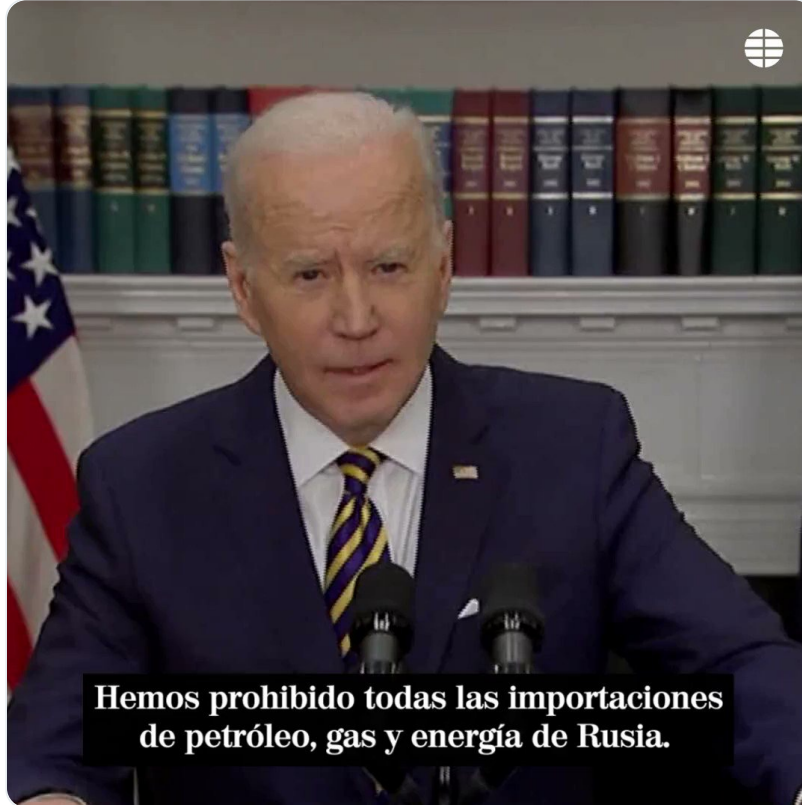 Hemos prohibido todas las importaciones
de petróleo, gas y energía de Rusia.